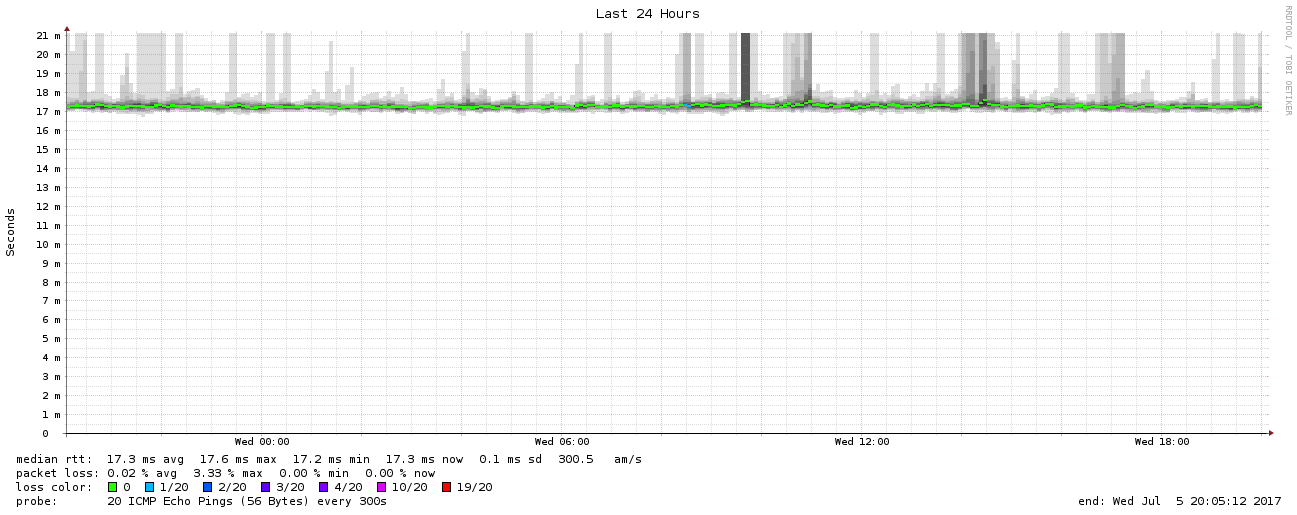 Last 24 Hours
RRDTOOL / TOBI OETIKER
21 m
20 m
19 m
18 m
17 m
16 m
15 m
14 m
13 m
12 m
11 m
10 m
9 m
8 m
7 m
6 m
5 m
4 m
3 m
2 m
1 m
0
Seconds
Wed 00:00 Wed 06:00 Wed 12:00 Wed 18:00
median rtt: 17.3 ms avg 17.6 ms max 17.2 ms min 17.3 ms now 0.1 ms sd 300.5 am/s
packet loss: 0.02 % avg 3.33 % max 0.00 % min 0.00 % now
loss color: 0 1/20 2/20 3/20 4/20 10/20 19/20
probe: 20 ICMP Echo Pings (56 Bytes) every 300s end: Wed Jul 5 20:05:12 2017